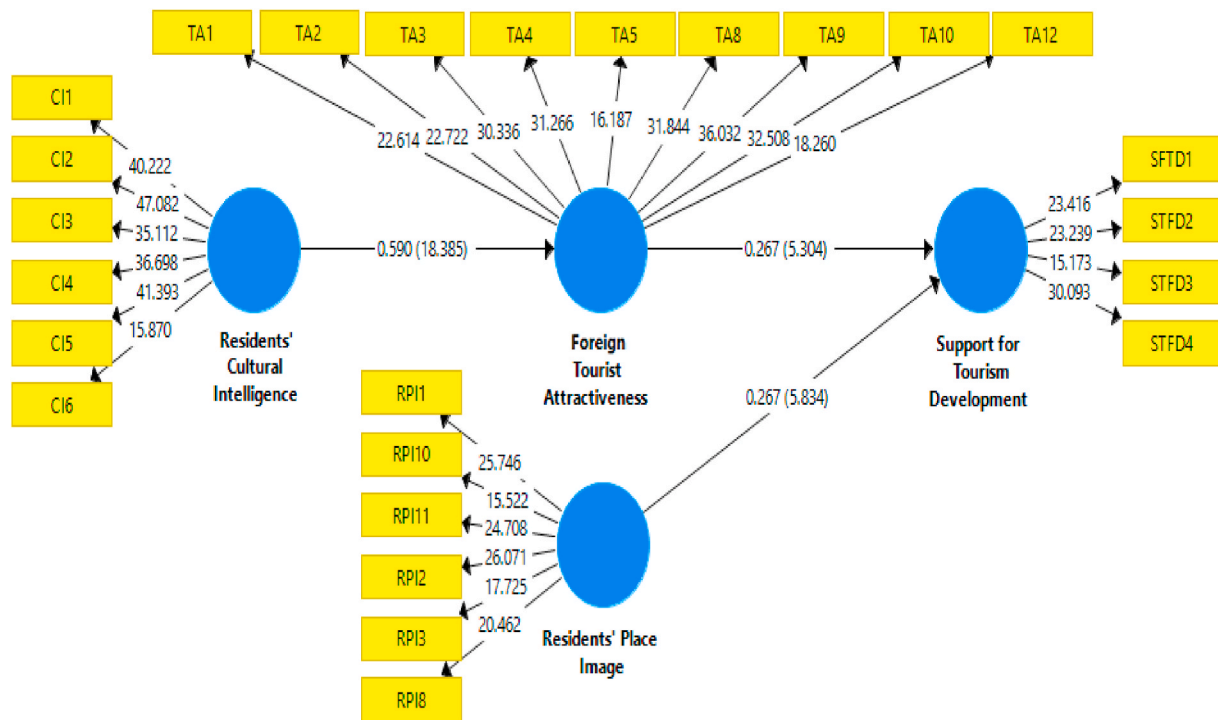 TA1
TA2
TA3
TA4
TA5
TA8
TA9
TA10
TA12
22.614
22.722
30.336
31.266
16.187
31.844
36.032
32.508
18.260
CI1
CI2
CI3
CI4
CI5
CI6
40.222
47.082
35.112
36.698
41.393
15.870
Residents'
Cultural
Intelligence
0.590 (18.385)
Foreign
Tourist
Attractiveness
0.267 (5.304)
Support for
Tourism
Development
23.416
23.239
15.173
30.093
SFTD1
STFD2
STFD3
STFD4
0.267 (5.834)
RPI1
RPI10
RPI11
RPI2
RPI3
RPI8
25.746
15.522
24.708
26.071
17.725
20.462
Residents' Place
Image